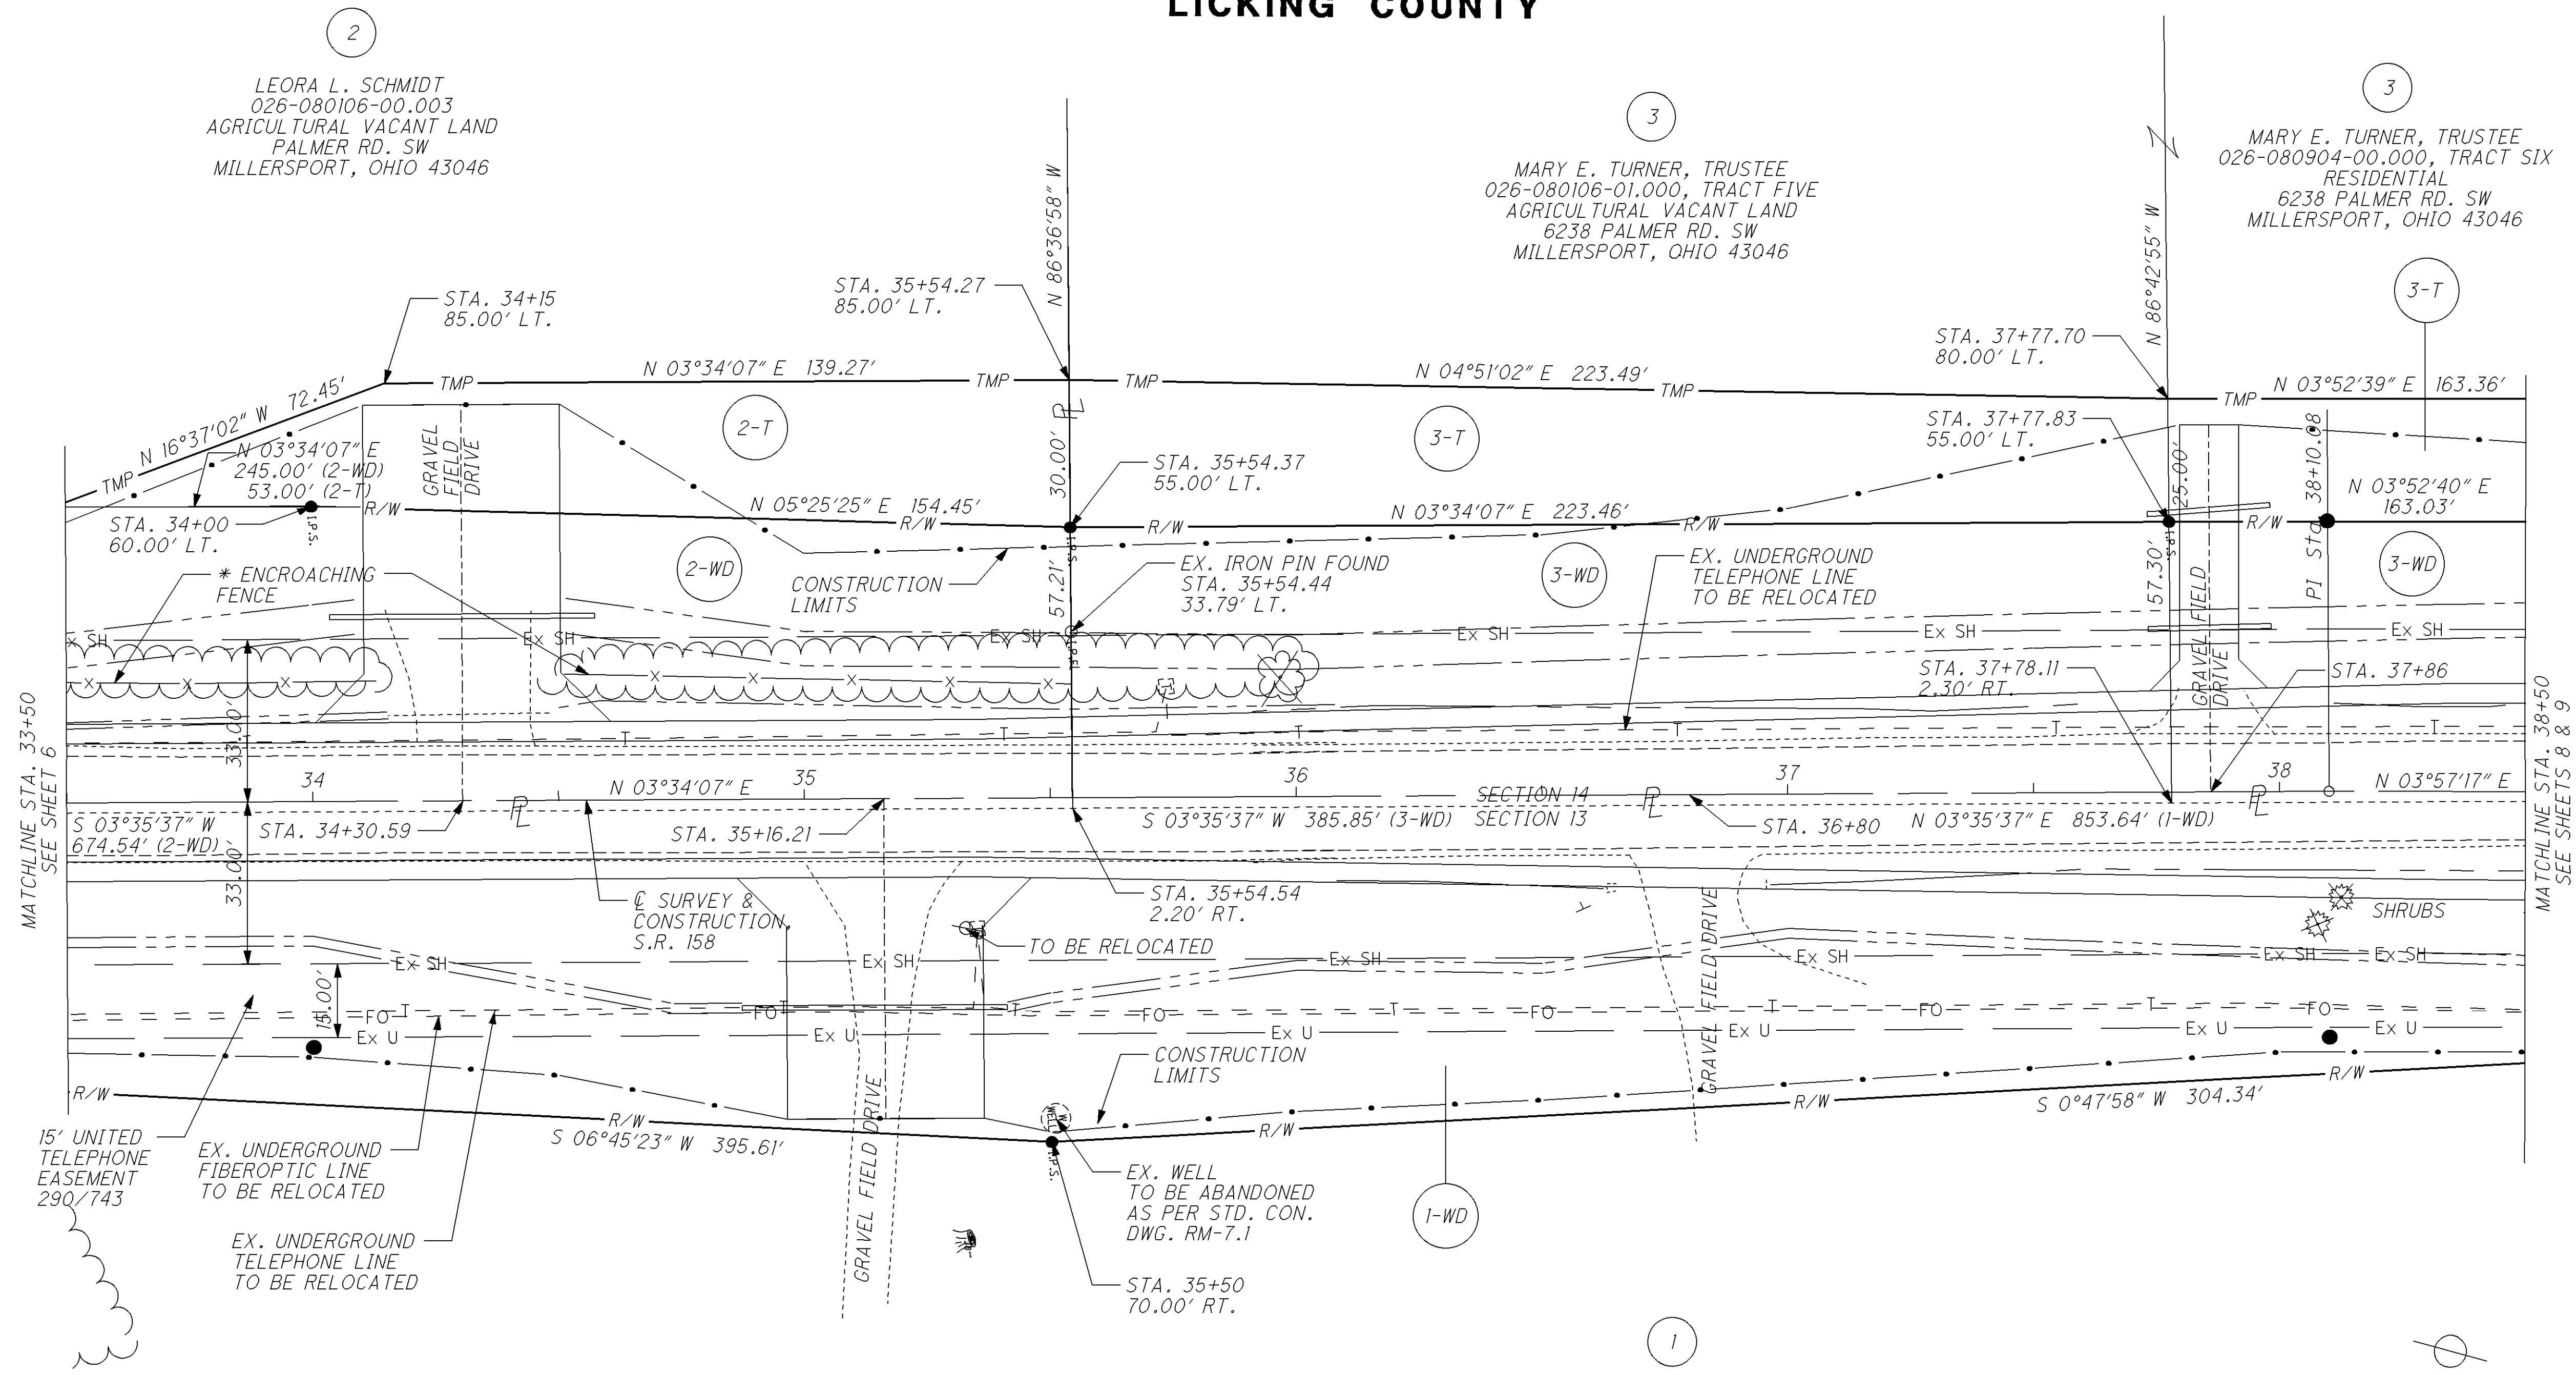 LICKING COUNTY
2
LEORA L. SCHMIDT
026-080106-00.003
AGRICULTURAL VACANT LAND
PALMER RD. SW
MILLERSPORT, OHIO 43046
3
MARY E. TURNER, TRUSTEE
026-080106-01.000, TRACT FIVE
AGRICULTURAL VACANT LAND
6238 PALMER RD. SW
MILLERSPORT, OHIO 43046
3
MARY E. TURNER, TRUSTEE
026-080904-00.000, TRACT SIX
RESIDENTIAL
6238 PALMER RD. SW
MILLERSPORT, OHIO 43046
3-T
N 86°36'58" W
N 86°42'55" W
STA. 34+15
85.00' LT.
STA. 35+54.27
85.00' LT.
STA. 37+77.70
80.00' LT.
N 16°37'02" W 72.45'
TMP
TMP
N 03°34'07" E 139.27'
TMP
TMP
N 04°51'02" E 223.49'
TMP
TMP
N 03°52'39" E 163.36'
N 03°34'07" E
245.00' (2-WD)
53.00' (2-T)
GRAVEL
FIELD
DRIVE
2-T
30.00'
PL
3-T
STA. 37+77.83
55.00' LT.
25.00'
PI Sta 38+10.08
STA. 35+54.37
55.00' LT.
STA. 34+00
60.00' LT.
I.P.S.
R/W
N 05°25'25" E 154.45'
R/W
I.P.S.
R/W
N 03°34'07" E 223.46'
R/W
I.P.S.
R/W
N 03°52'40" E
163.03'
* ENCROACHING
FENCE
2-WD
CONSTRUCTION
LIMITS
57.21'
EX. IRON PIN FOUND
STA. 35+54.44
33.79' LT.
3-WD
EX. UNDERGROUND
TELEPHONE LINE
TO BE RELOCATED
57.30'
GRAVEL FIELD
DRIVE
3-WD
x SH
Ex SH
Ex SH
Ex SH
Ex SH
Ex SH
X X X X X X X X
STA. 37+78.11
2.30' RT.
STA. 37+86
MATCHLINE STA. 33+50
SEE SHEET 6
33.00'
T T T T T T T
34 35 36 37 38
N 03°34'07" E
SECTION 14
PL
PL
PL
N 03°57'17" E
S 03°35'37" W
674.54' (2-WD)
STA. 34+30.59
STA. 35+16.21
S 03°35'37" W 385.85' (3-WD)
SECTION 13
STA. 36+80
N 03°35'37" E 853.64' (1-WD)
MATCHLINE STA. 38+50
SEE SHEETS 8 & 9
33.00'
CL SURVEY &
CONSTRUCTION,
S.R. 158
STA. 35+54.54
2.20' RT.
TO BE RELOCATED
GRAVEL FIELD DRIVE
SHRUBS
Ex SH
Ex SH
Ex SH
Ex SH
Ex SH
Ex SH
15.00'
FO T FO T T FO T FO T FO T FO
Ex U
Ex U
Ex U
Ex U
Ex U
Ex U
R/W
R/W
S 06°45'23" W 395.61'
GRAVEL FIELD DRIVE
CONSTRUCTION
LIMITS
W
WELL
I.P.S.
R/W
R/W
S 0°47'58" W 304.34'
R/W
15' UNITED
TELEPHONE
EASEMENT
290/743
EX. UNDERGROUND
FIBEROPTIC LINE
TO BE RELOCATED
EX. UNDERGROUND
TELEPHONE LINE
TO BE RELOCATED
EX. WELL
TO BE ABANDONED
AS PER STD. CON.
DWG. RM-7.1
1-WD
STA. 35+50
70.00' RT.
1